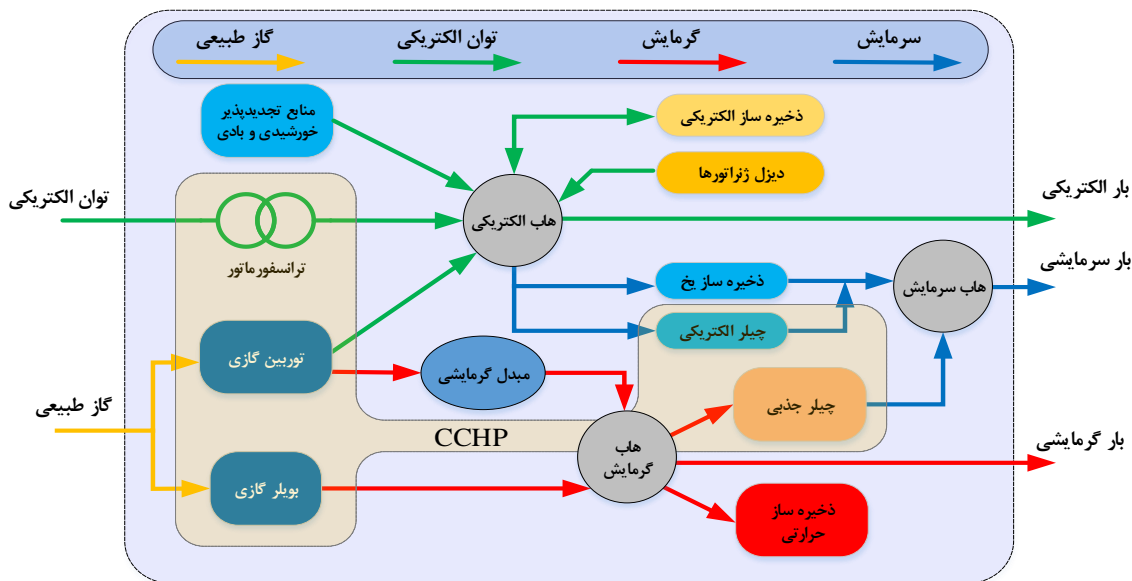 سرمایش
گرمایش
توان الکتریکی
گاز طبیعی
منابع تجدیدپذیر
خورشیدی و بادی
ذخیره ساز الکتریکی
دیزل ژنراتورها
توان الکتریکی
ترانسفورماتور
هاب الکتریکی
بار الکتریکی
ذخیره ساز یخ
چیلر الکتریکی
هاب سرمایش
بار سرمایشی
توربین گازی
مبدل گرمایشی
چیلر جذبی
گاز طبیعی
CCHP
هاب
گرمایش
بار گرمایشی
بویلر گازی
ذخیره ساز
حرارتی